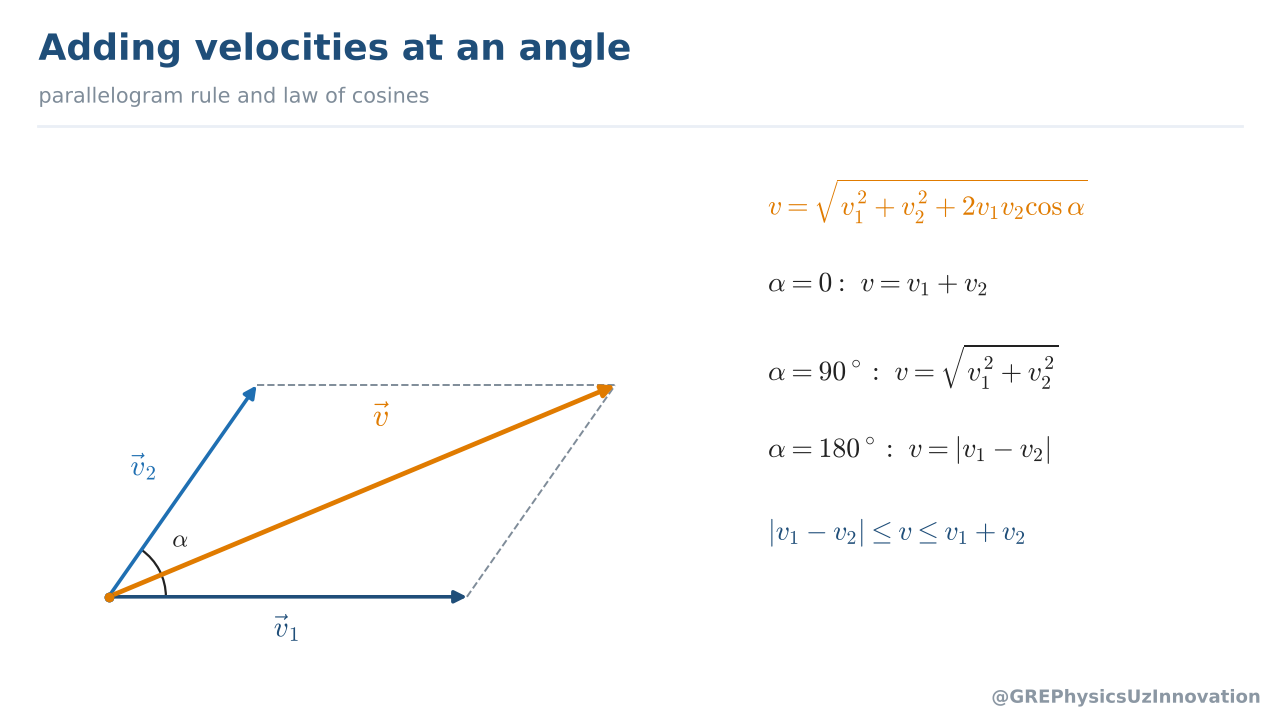 Adding velocities at an angle
parallelogram rule and law of cosines
v = √(v₁² + v₂² + 2v₁v₂cos α)
α = 0 : v = v₁ + v₂
α = 90° : v = √(v₁² + v₂²)
α = 180° : v = |v₁ − v₂|
|v₁ − v₂| ≤ v ≤ v₁ + v₂
v⃗
v⃗₂
α
v⃗₁
@GREPhysicsUzInnovation